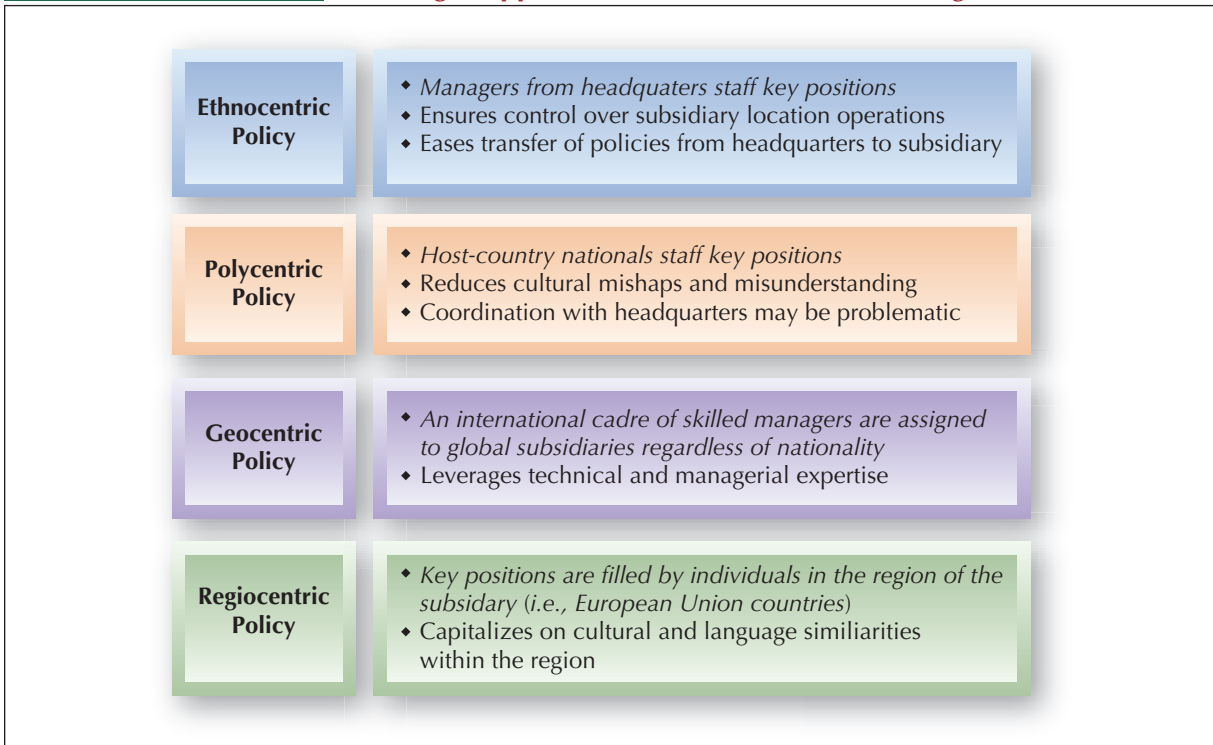 Ethnocentric
Policy
◆ Managers from headquaters staff key positions
◆ Ensures control over subsidiary location operations
◆ Eases transfer of policies from headquarters to subsidiary
Polycentric
Policy
◆ Host-country nationals staff key positions
◆ Reduces cultural mishaps and misunderstanding
◆ Coordination with headquarters may be problematic
Geocentric
Policy
◆ An international cadre of skilled managers are assigned
to global subsidiaries regardless of nationality
◆ Leverages technical and managerial expertise
Regiocentric
Policy
◆ Key positions are filled by individuals in the region of the
subsidary (i.e., European Union countries)
◆ Capitalizes on cultural and language similiarities
within the region